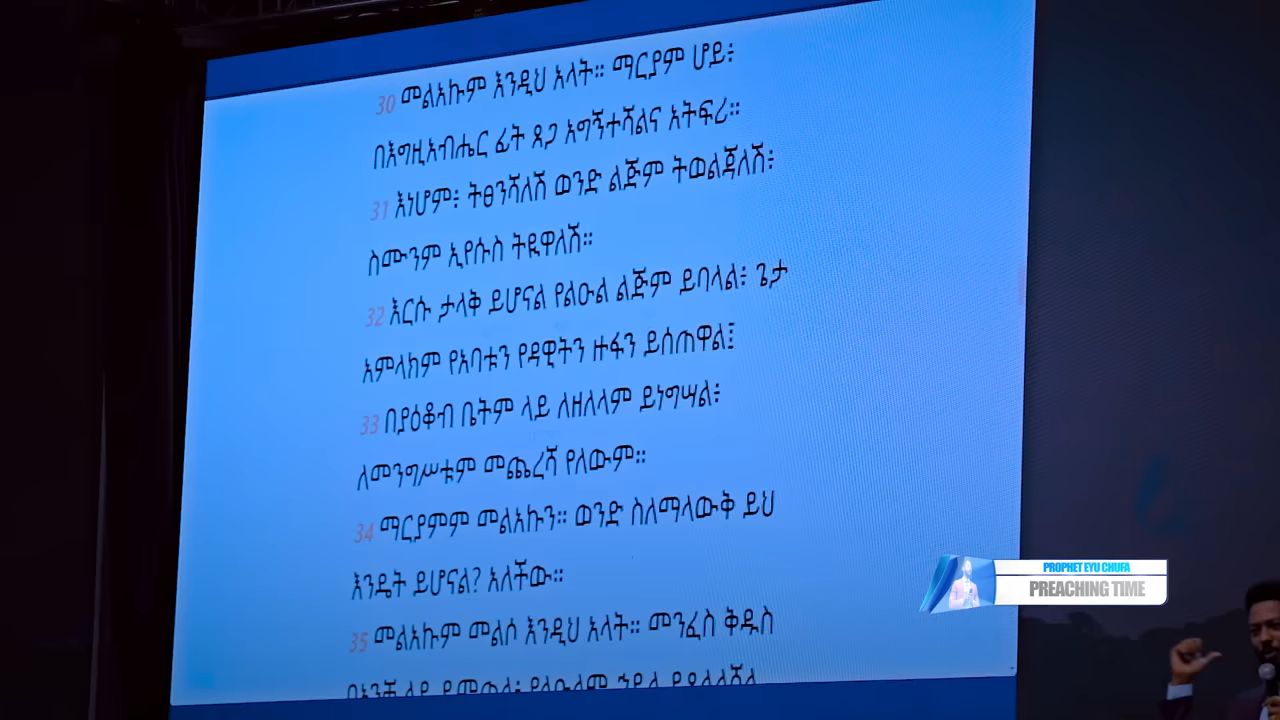 30 መልአኩም እንዲህ አላት። ማርያም ሆይ፥
በእግዚአብሔር ፊት ጸጋ አግኝተሻልና አትፍሪ።
31 እነሆም፥ ትፀንሻለሽ ወንድ ልጅም ትወልጃለሽ፥
ስሙንም ኢየሱስ ትዪዋለሽ።
32 እርሱ ታላቅ ይሆናል የልዑል ልጅም ይባላል፥ ጌታ
አምላክም የአባቱን የዳዊትን ዙፋን ይሰጠዋል፤
33 በያዕቆብ ቤትም ላይ ለዘለላም ይነግሣል፥
ለመንግሥቱም መጨረሻ የለውም።
34 ማርያምም መልአኩን። ወንድ ስለማላውቅ ይህ
እንዴት ይሆናል? አለችው።
35 መልአኩም መልሶ እንዲህ አላት። መንፈስ ቅዱስ
PROPHET EYU CHUFA
PREACHING TIME